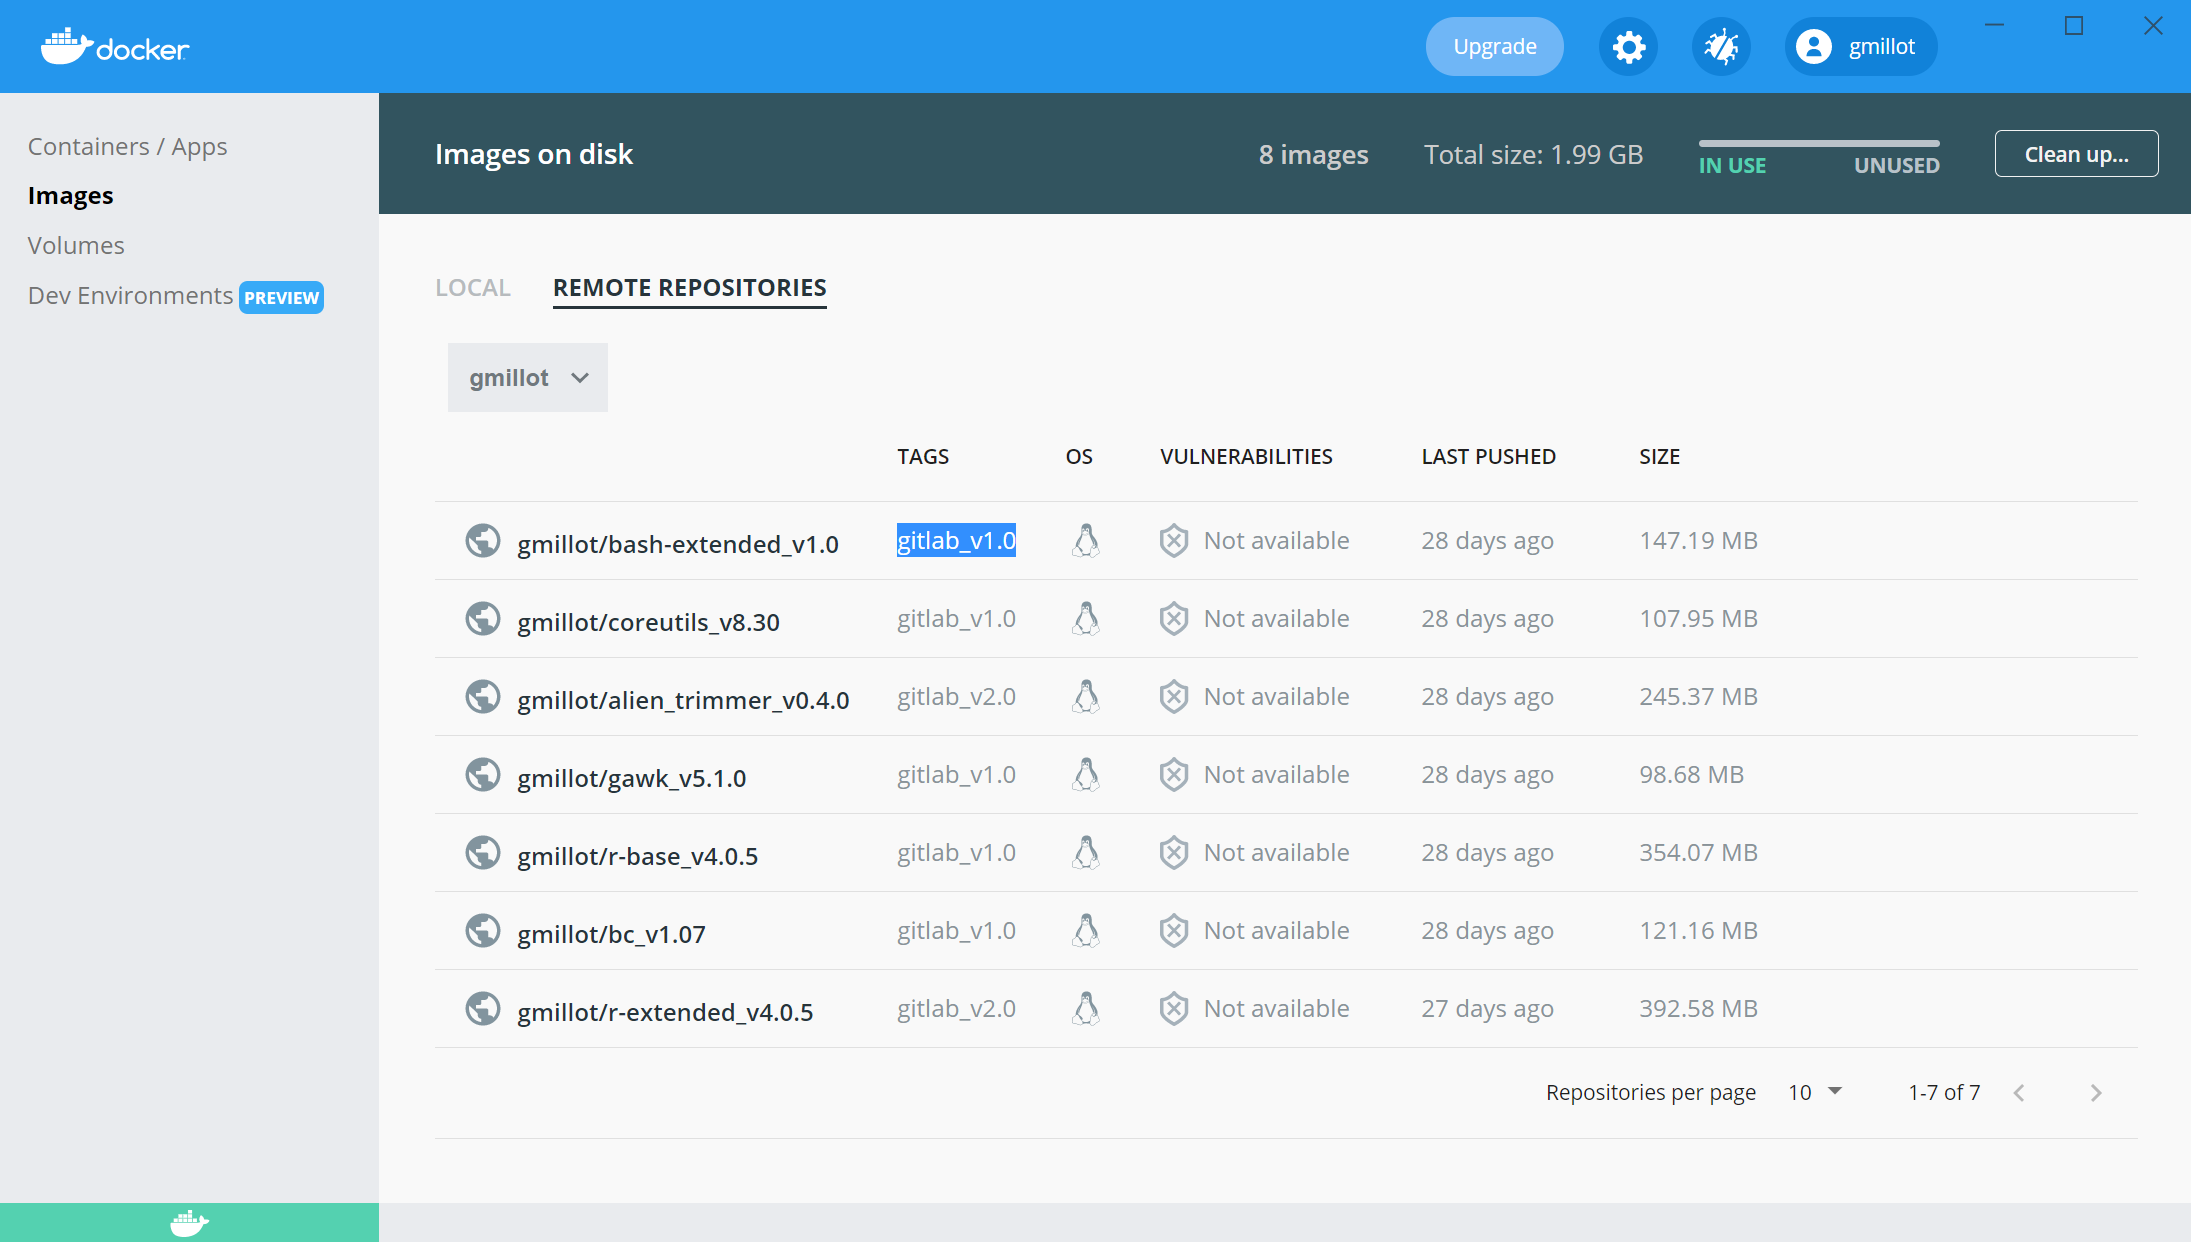 docker
Upgrade
gmillot
Containers / Apps
Images
Volumes
Dev Environments PREVIEW
Images on disk
8 images
Total size: 1.99 GB
IN USE
UNUSED
Clean up...
LOCAL
REMOTE REPOSITORIES
gmillot
TAGS OS VULNERABILITIES LAST PUSHED SIZE
gmillot/bash-extended_v1.0 gitlab_v1.0 Not available 28 days ago 147.19 MB
gmillot/coreutils_v8.30 gitlab_v1.0 Not available 28 days ago 107.95 MB
gmillot/alien_trimmer_v0.4.0 gitlab_v2.0 Not available 28 days ago 245.37 MB
gmillot/gawk_v5.1.0 gitlab_v1.0 Not available 28 days ago 98.68 MB
gmillot/r-base_v4.0.5 gitlab_v1.0 Not available 28 days ago 354.07 MB
gmillot/bc_v1.07 gitlab_v1.0 Not available 28 days ago 121.16 MB
gmillot/r-extended_v4.0.5 gitlab_v2.0 Not available 27 days ago 392.58 MB
Repositories per page 10 1-7 of 7